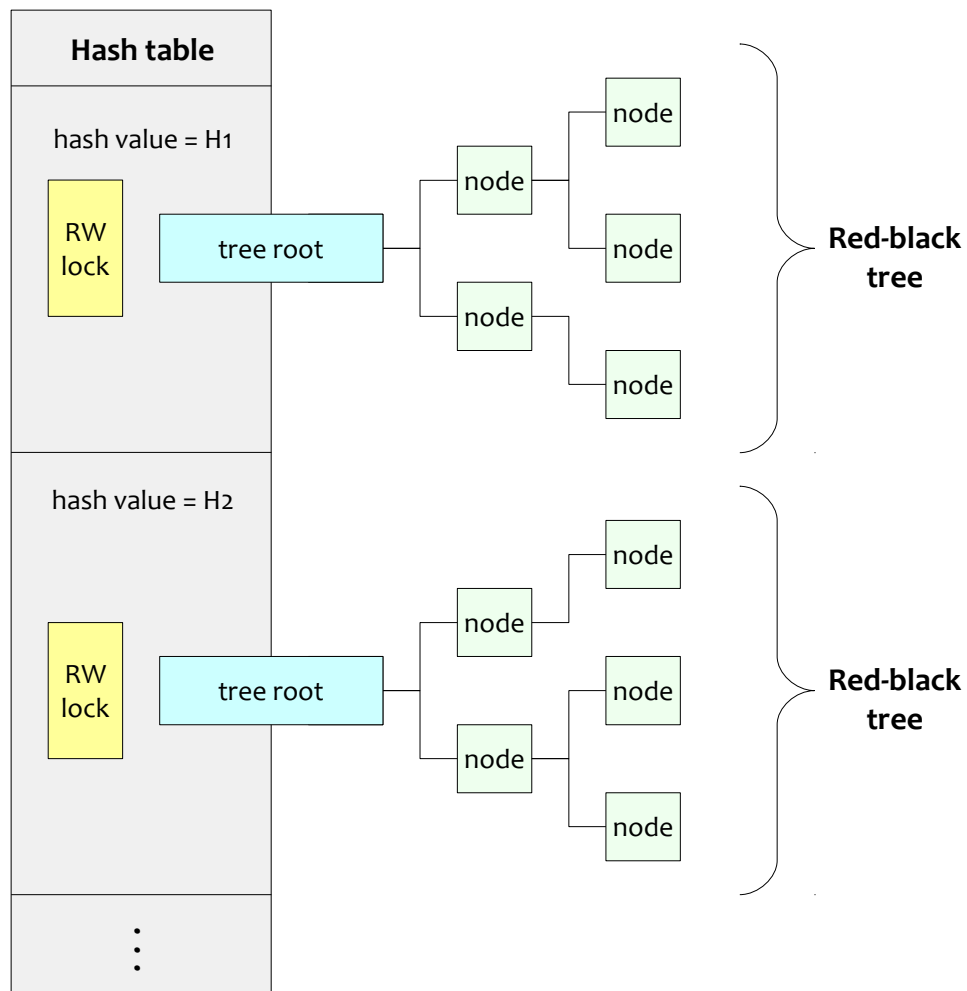 Hash table
hash value = H1
RW
lock
tree root
node
node
node
node
node
Red-black
tree
hash value = H2
RW
lock
tree root
node
node
node
node
node
Red-black
tree